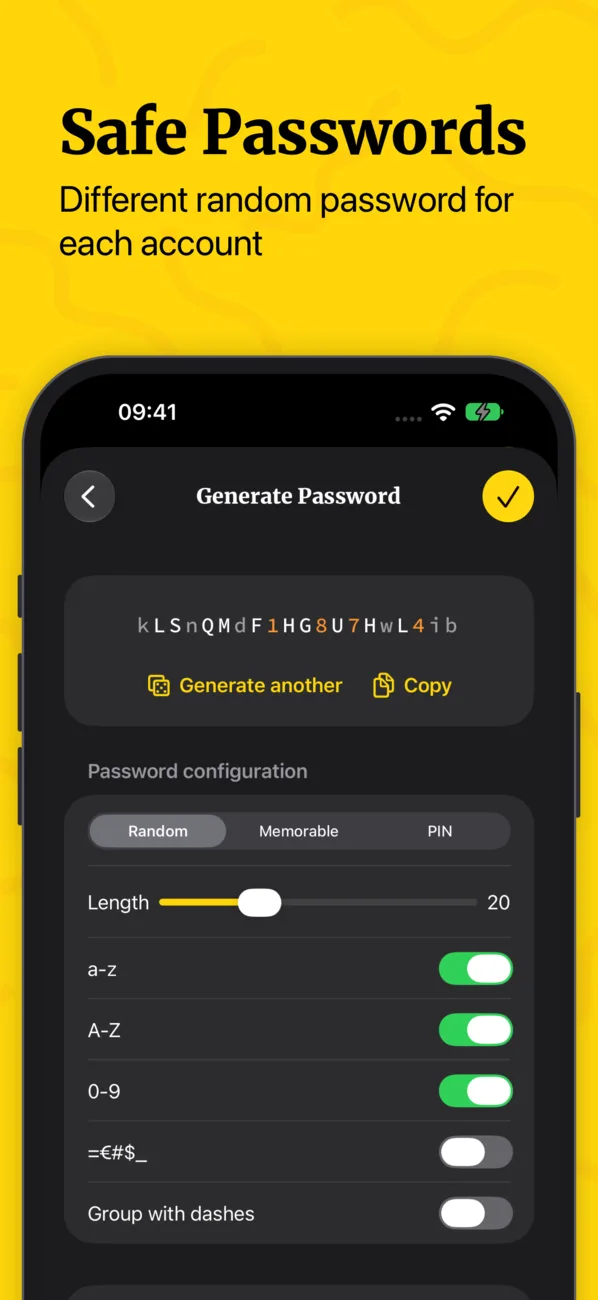 Safe Passwords
Different random password for
each account
09:41
Generate Password
kLSnQMdF1HG8U7HwL4ib
Generate another
Copy
Password configuration
Random
Memorable
PIN
Length
20
a-z
A-Z
0-9
=€#$_
Group with dashes